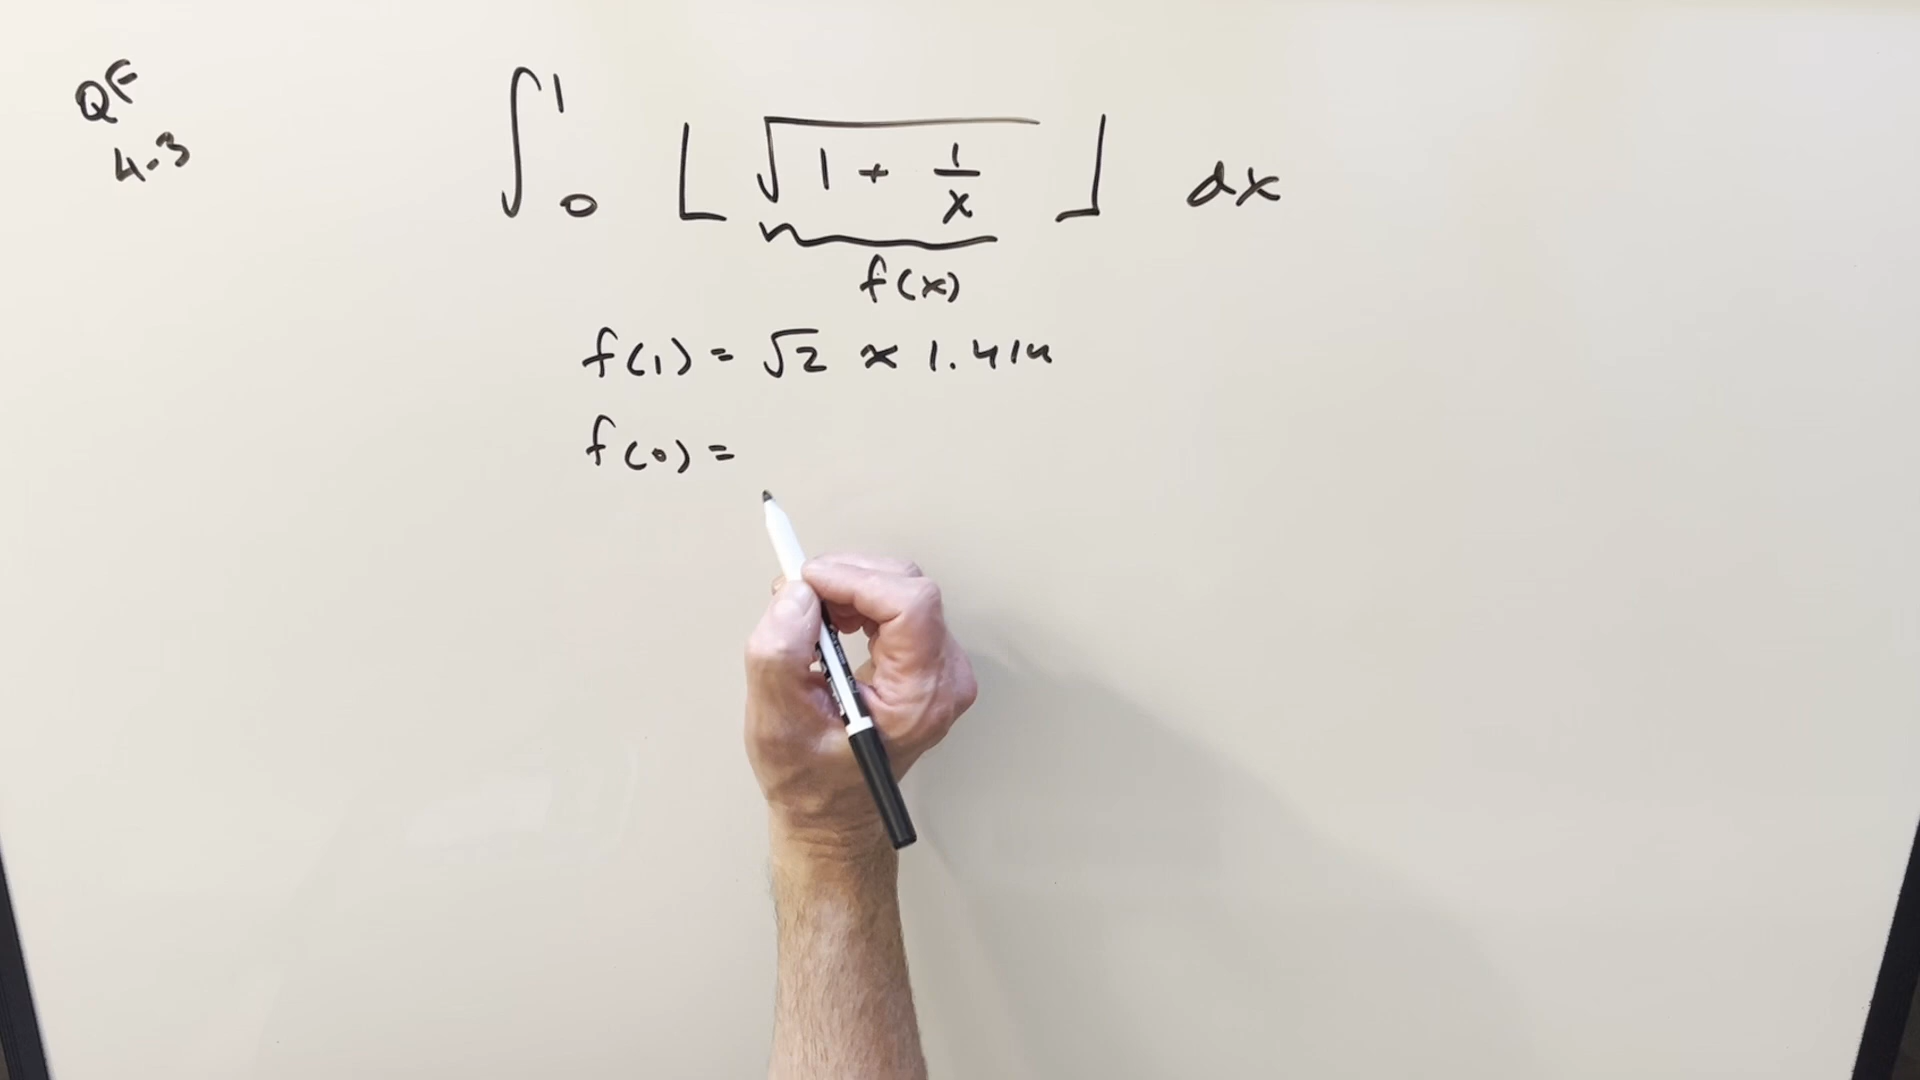 QF
4.3
∫₀¹ ⌊ √(1 + 1/x) ⌋ dx
f(x)
f(1) = √2 ≈ 1.414
f(0) =